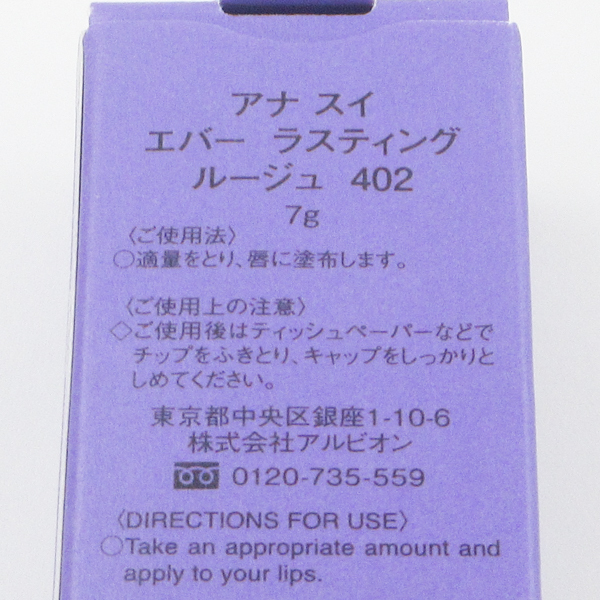 アナ スイ
エバー ラスティング
ルージュ 402
7g
〈ご使用法〉
○適量をとり、唇に塗布します。
〈ご使用上の注意〉
◇ご使用後はティッシュペーパーなどで
チップをふきとり、キャップをしっかりと
しめてください。
東京都中央区銀座1-10-6
株式会社アルビオン
0120-735-559
〈DIRECTIONS FOR USE〉
○Take an appropriate amount and
apply to your lips.